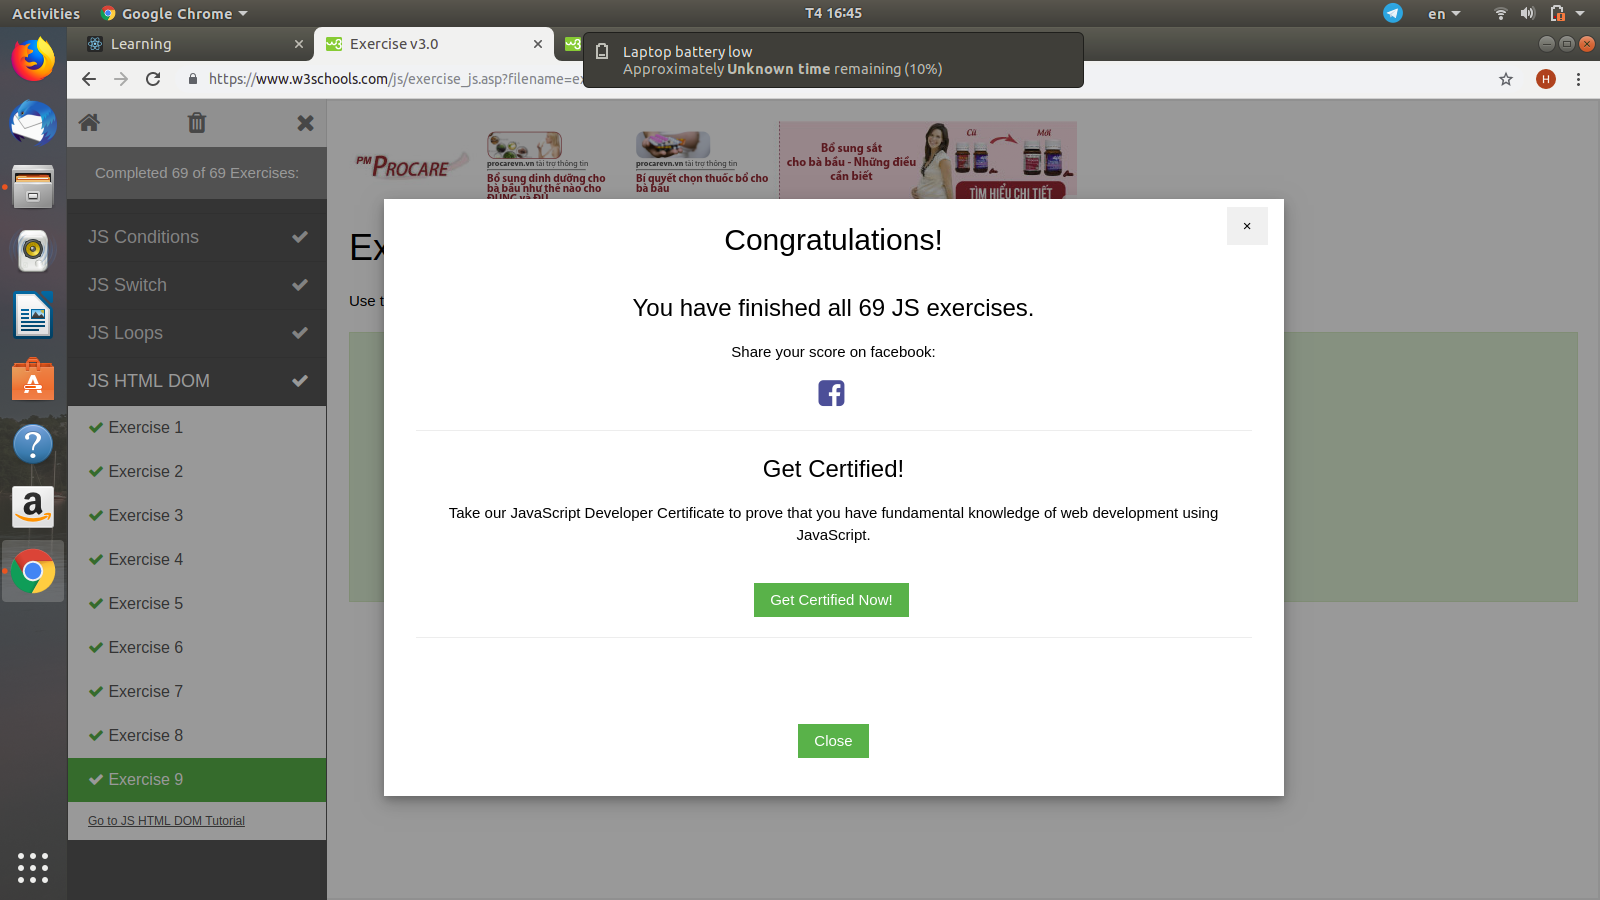 Activities
Google Chrome
T4 16:45
en
Learning
Exercise v3.0
Laptop battery low
Approximately Unknown time remaining (10%)
https://www.w3schools.com/js/exercise_js.asp?filename=
H
Completed 69 of 69 Exercises:
JS Conditions
JS Switch
JS Loops
JS HTML DOM
Exercise 1
Exercise 2
Exercise 3
Exercise 4
Exercise 5
Exercise 6
Exercise 7
Exercise 8
Exercise 9
Go to JS HTML DOM Tutorial
PM PROCARE
procarevn.vn tài trợ thông tin
Bổ sung dinh dưỡng cho
bà bầu như thế nào cho
ĐÚNG và ĐỦ
procarevn.vn tài trợ thông tin
Bí quyết chọn thuốc bổ cho
bà bầu
Bổ sung sắt
cho bà bầu - Những điều
cần biết
Cũ
Mới
TÌM HIỂU CHI TIẾT
Ex
Use t
×
Congratulations!
You have finished all 69 JS exercises.
Share your score on facebook:
Get Certified!
Take our JavaScript Developer Certificate to prove that you have fundamental knowledge of web development using
JavaScript.
Get Certified Now!
Close